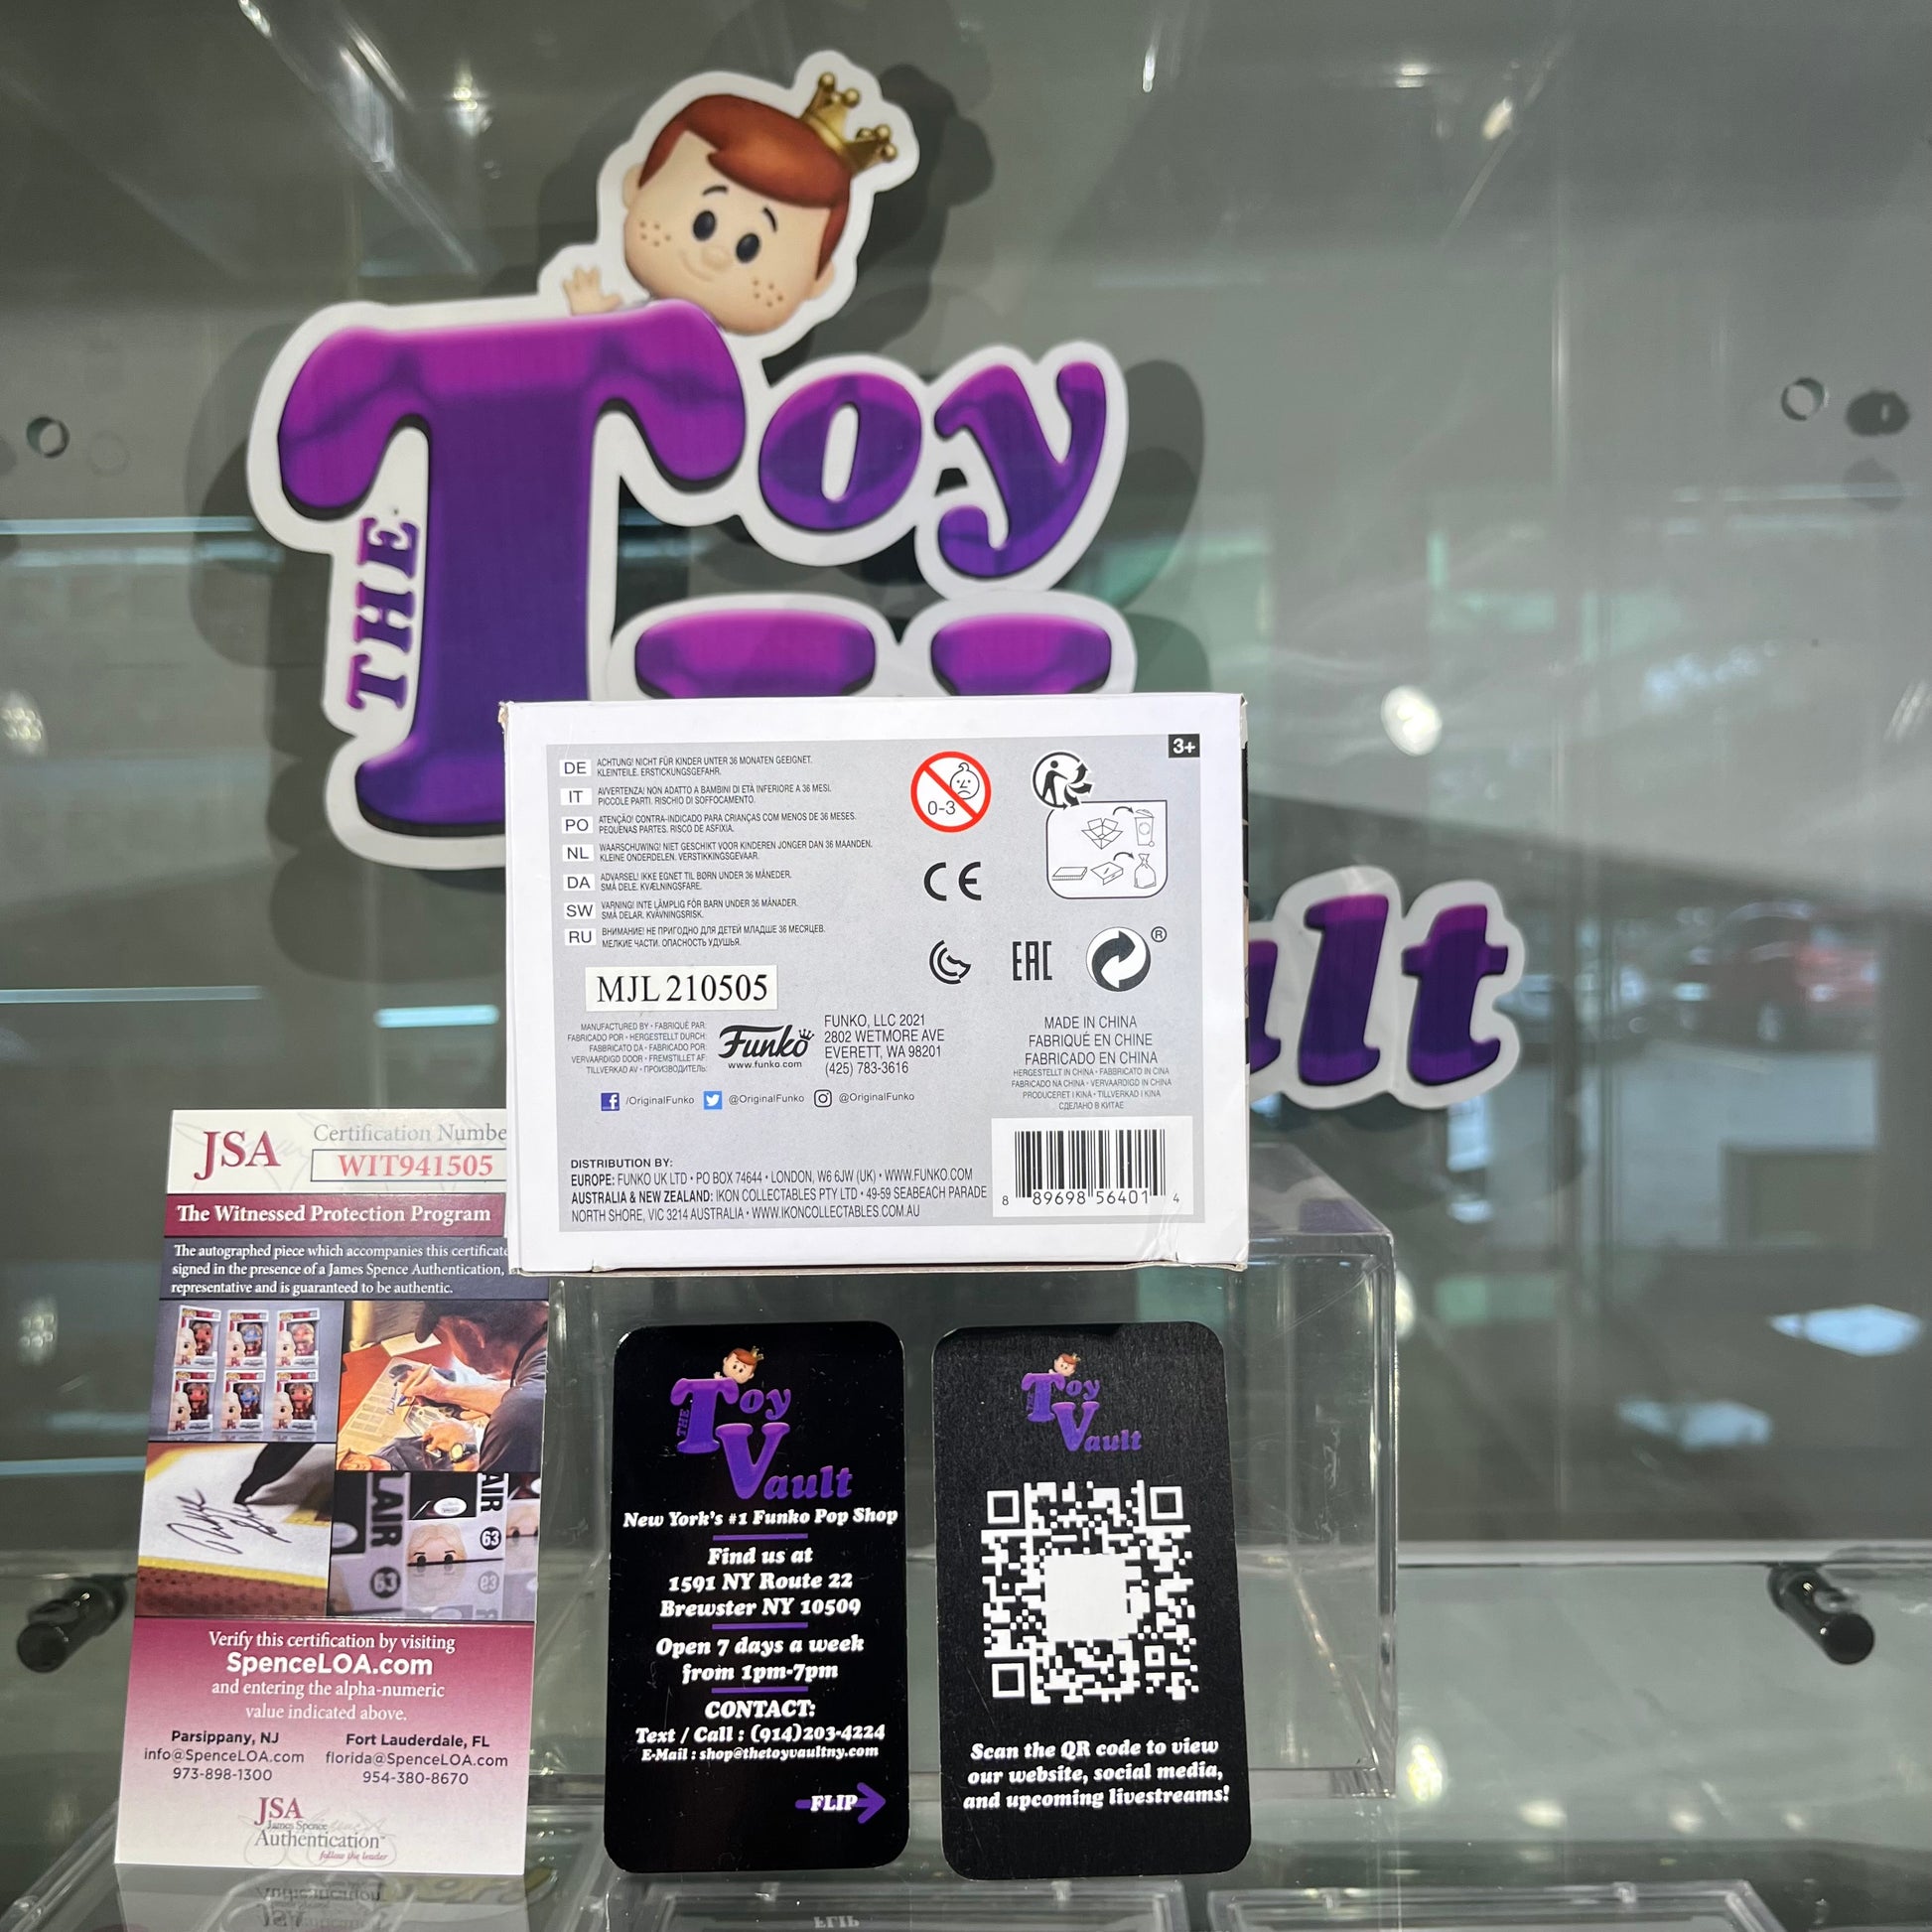 THE Toy
ult
3+
DE ACHTUNG! NICHT FÜR KINDER UNTER 36 MONATEN GEEIGNET.
KLEINTEILE. ERSTICKUNGSGEFAHR.
IT AVVERTENZA! NON ADATTO A BAMBINI DI ETÀ INFERIORE A 36 MESI.
PICCOLE PARTI. RISCHIO DI SOFFOCAMENTO.
PO ATENÇÃO! CONTRA-INDICADO PARA CRIANÇAS COM MENOS DE 36 MESES.
PEQUENAS PARTES. RISCO DE ASFIXIA.
NL WAARSCHUWING! NIET GESCHIKT VOOR KINDEREN JONGER DAN 36 MAANDEN.
KLEINE ONDERDELEN. VERSTIKKINGSGEVAAR.
DA ADVARSEL! IKKE EGNET TIL BØRN UNDER 36 MÅNEDER.
SMÅ DELE. KVÆLNINGSFARE.
SW VARNING! INTE LÄMPLIG FÖR BARN UNDER 36 MÅNADER.
SMÅ DELAR. KVÄVNINGSRISK.
RU ВНИМАНИЕ! НЕ ПРИГОДНО ДЛЯ ДЕТЕЙ МЛАДШЕ 36 МЕСЯЦЕВ.
МЕЛКИЕ ЧАСТИ. ОПАСНОСТЬ УДУШЬЯ.
0-3
CE
EAC
®
MJL 210505
MANUFACTURED BY • FABRIQUÉ PAR:
FABRICADO POR • HERGESTELLT DURCH:
FABBRICATO DA • FABRICADO POR:
VERVAARDIGD DOOR • FREMSTILLET AF:
TILLVERKAD AV • ПРОИЗВОДИТЕЛЬ:
Funko
www.funko.com
FUNKO, LLC 2021
2802 WETMORE AVE
EVERETT, WA 98201
(425) 783-3616
/OriginalFunko @OriginalFunko @OriginalFunko
MADE IN CHINA
FABRIQUÉ EN CHINE
FABRICADO EN CHINA
HERGESTELLT IN CHINA • FABBRICATO IN CINA
FABRICADO NA CHINA • VERVAARDIGD IN CHINA
PRODUCERET I KINA • TILLVERKAD I KINA
СДЕЛАНО В КИТАЕ
DISTRIBUTION BY:
EUROPE: FUNKO UK LTD • PO BOX 74644 • LONDON, W6 6JW (UK) • WWW.FUNKO.COM
AUSTRALIA & NEW ZEALAND: IKON COLLECTABLES PTY LTD • 49-59 SEABEACH PARADE
NORTH SHORE, VIC 3214 AUSTRALIA • WWW.IKONCOLLECTABLES.COM.AU
8 89698 56401 4
JSA Certification Numbe
WIT941505
The Witnessed Protection Program
The autographed piece which accompanies this certificate
signed in the presence of a James Spence Authentication,
representative and is guaranteed to be authentic.
LAIR
AIR
63
63
63
Verify this certification by visiting
SpenceLOA.com
and entering the alpha-numeric
value indicated above.
Parsippany, NJ
info@SpenceLOA.com
973-898-1300
Fort Lauderdale, FL
florida@SpenceLOA.com
954-380-8670
JSA
James Spence
Authentication
follow the leader
THE Toy
Vault
New York's #1 Funko Pop Shop
Find us at
1591 NY Route 22
Brewster NY 10509
Open 7 days a week
from 1pm-7pm
CONTACT:
Text / Call : (914)203-4224
E-Mail : shop@thetoyvaultny.com
FLIP
THE Toy
Vault
Scan the QR code to view
our website, social media,
and upcoming livestreams!